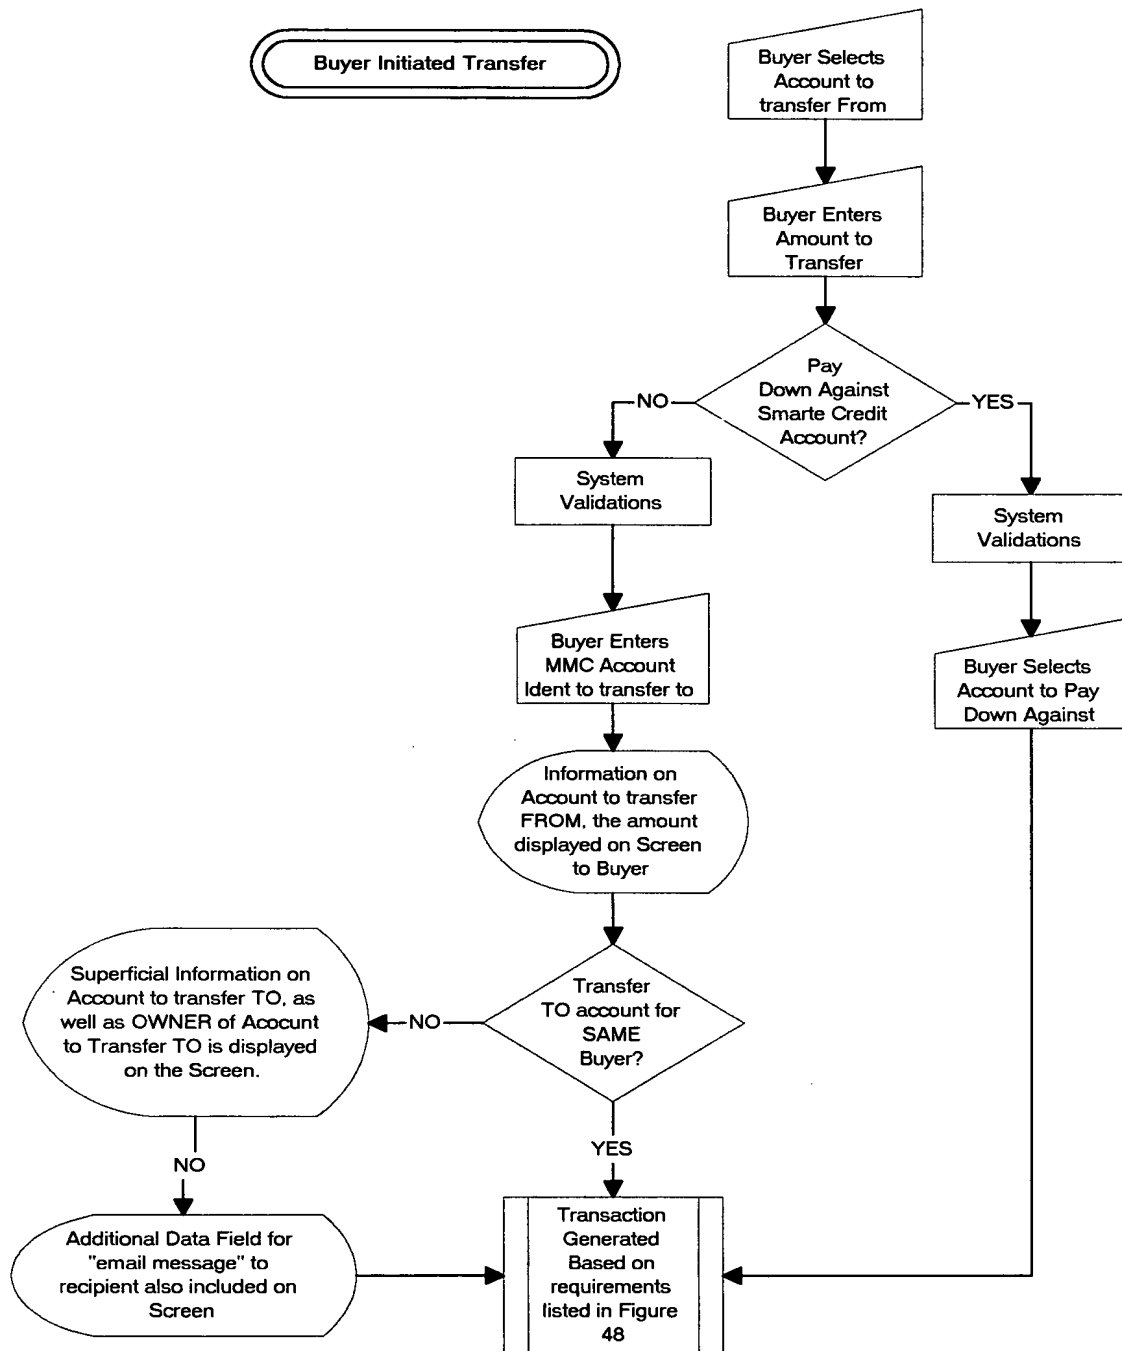 Buyer Initiated Transfer
Buyer Selects
Account to
transfer From
Buyer Enters
Amount to
Transfer
Pay
Down Against
Smarte Credit
Account?
NO
YES
System
Validations
System
Validations
Buyer Enters
MMC Account
Ident to transfer to
Buyer Selects
Account to Pay
Down Against
Information on
Account to transfer
FROM, the amount
displayed on Screen
to Buyer
Transfer
TO account for
SAME
Buyer?
NO
Superficial Information on
Account to transfer TO, as
well as OWNER of Acocunt
to Transfer TO is displayed
on the Screen.
YES
NO
Additional Data Field for
"email message" to
recipient also included on
Screen
Transaction
Generated
Based on
requirements
listed in Figure
48